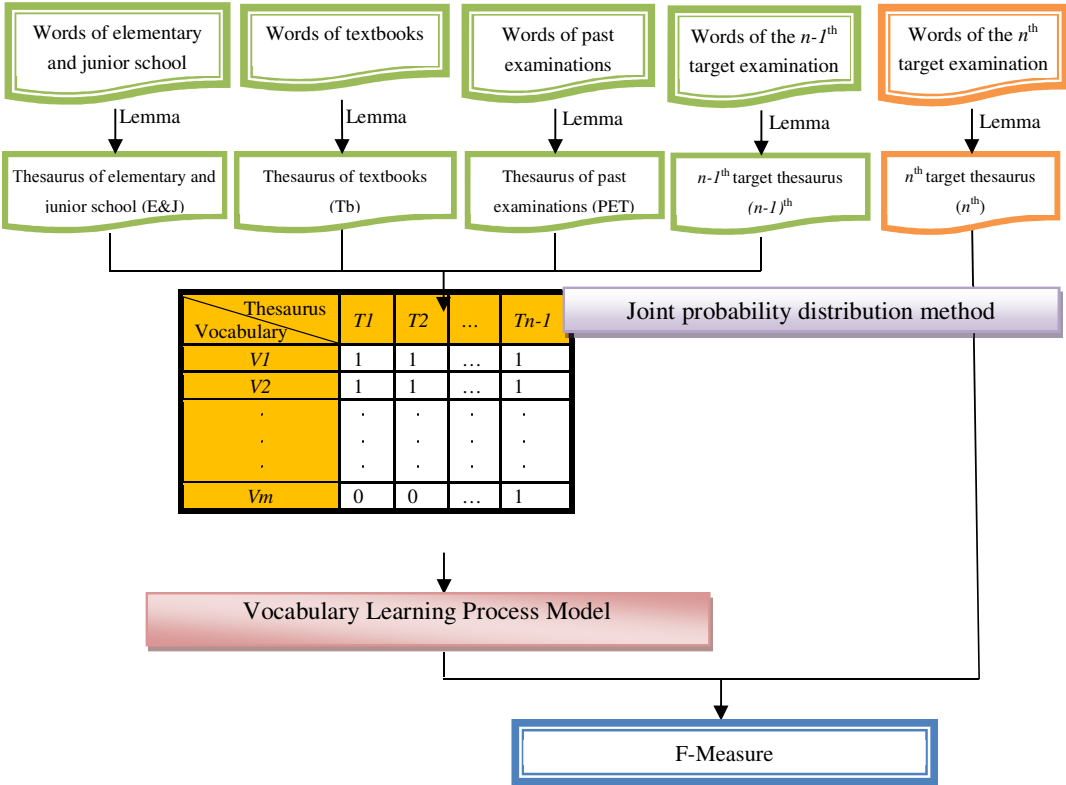 Words of elementary
and junior school
Words of textbooks
Words of past
examinations
Words of the n-1th
target examination
Words of the nth
target examination
Lemma
Lemma
Lemma
Lemma
Lemma
Thesaurus of elementary and
junior school (E&J)
Thesaurus of textbooks
(Tb)
Thesaurus of past
examinations (PET)
n-1th target thesaurus
(n-1)th
nth target thesaurus
(nth)
Thesaurus
Vocabulary
T1 T2 … Tn-1
V1 1 1 … 1
V2 1 1 … 1
. . . . .
. . . . .
. . . . .
Vm 0 0 … 1
Joint probability distribution method
Vocabulary Learning Process Model
F-Measure